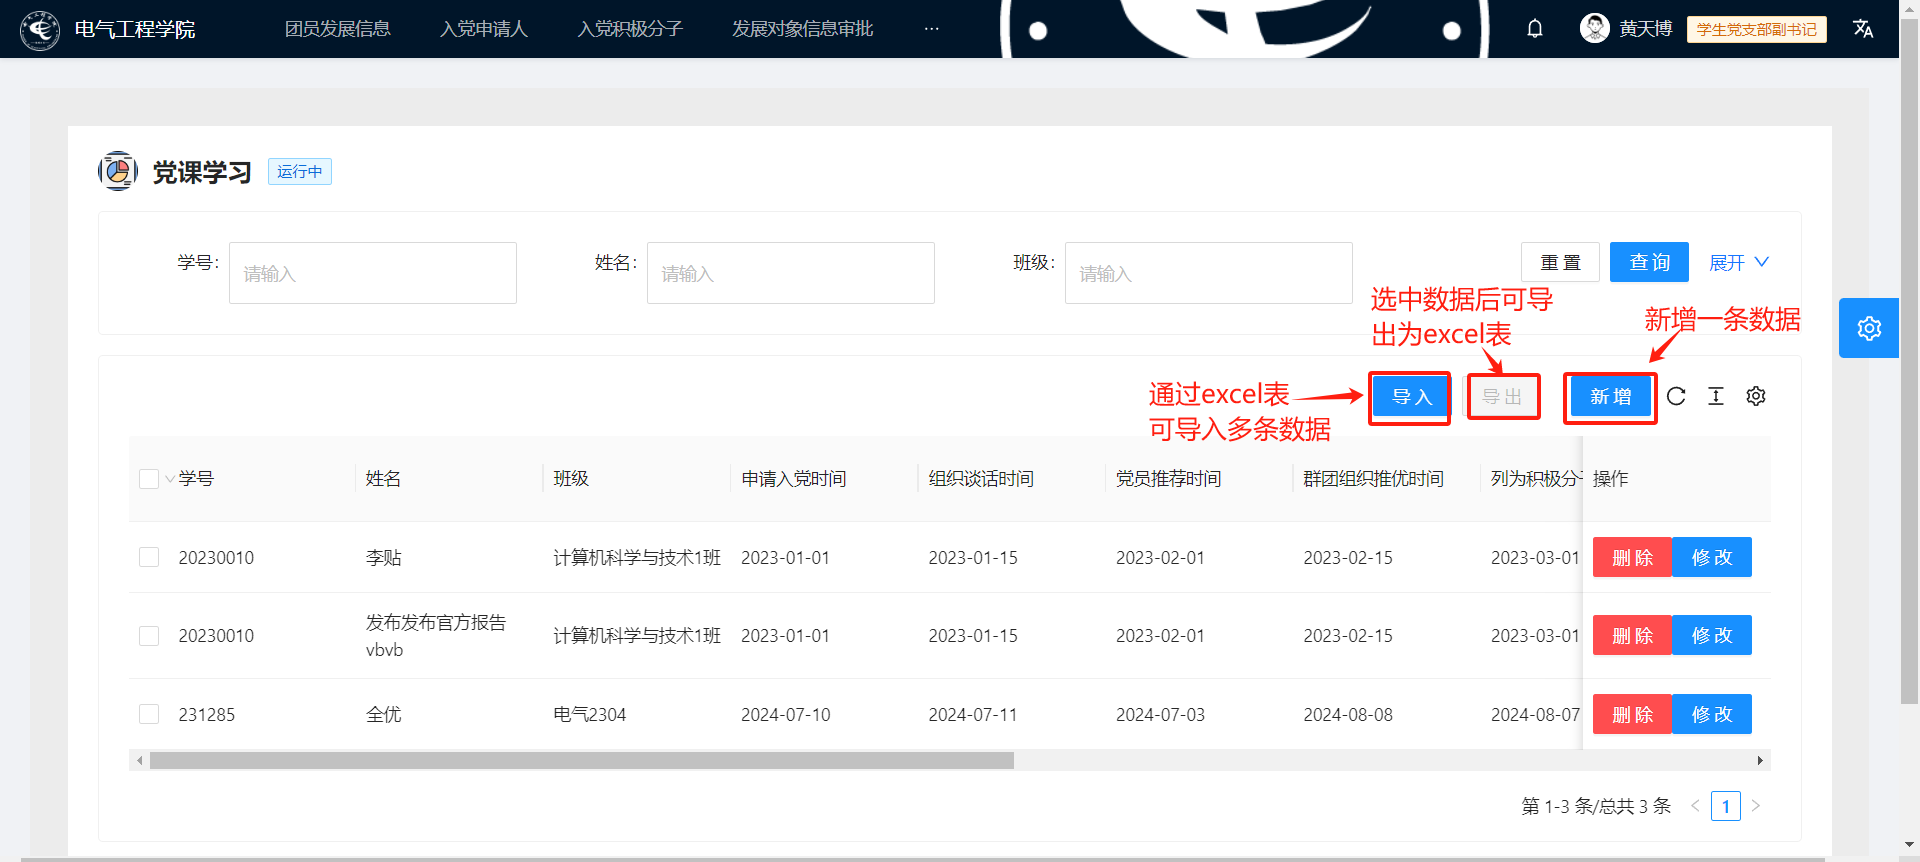 电气工程学院 团员发展信息 入党申请人 入党积极分子 发展对象信息审批 ··· 黄天博 学生党支部副书记
党课学习 运行中
学号: 请输入 姓名: 请输入 班级: 请输入 重 置 查 询 展开
选中数据后可导
出为excel表
新增一条数据
通过excel表
可导入多条数据
导 入 导 出 新 增
学号 姓名 班级 申请入党时间 组织谈话时间 党员推荐时间 群团组织推优时间 列为积极分 操作
20230010 李贴 计算机科学与技术1班 2023-01-01 2023-01-15 2023-02-01 2023-02-15 2023-03-01 删 除 修 改
20230010 发布发布官方报告
vbvb 计算机科学与技术1班 2023-01-01 2023-01-15 2023-02-01 2023-02-15 2023-03-01 删 除 修 改
231285 全优 电气2304 2024-07-10 2024-07-11 2024-07-03 2024-08-08 2024-08-07 删 除 修 改
第 1-3 条/总共 3 条 < 1 >